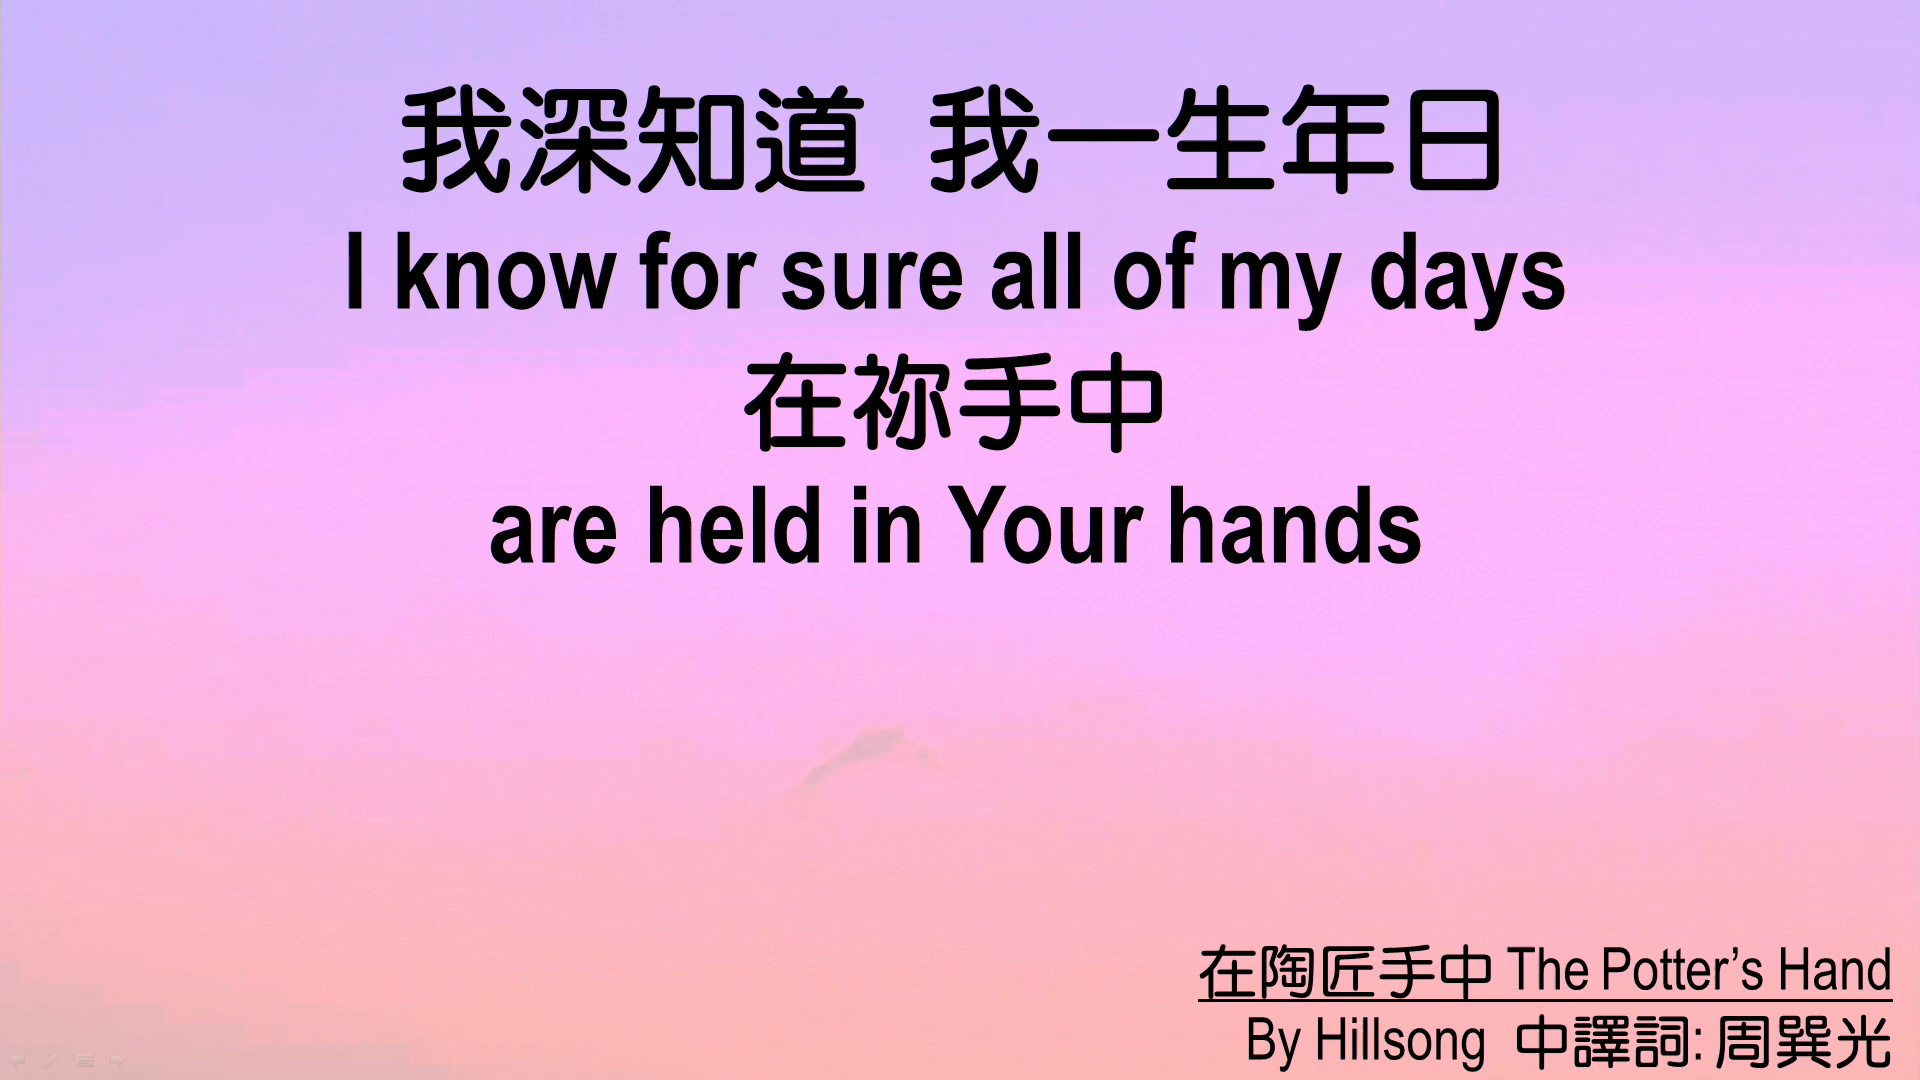 我深知道 我一生年日
I know for sure all of my days
在祢手中
are held in Your hands
在陶匠手中 The Potter’s Hand
By Hillsong 中譯詞: 周巽光